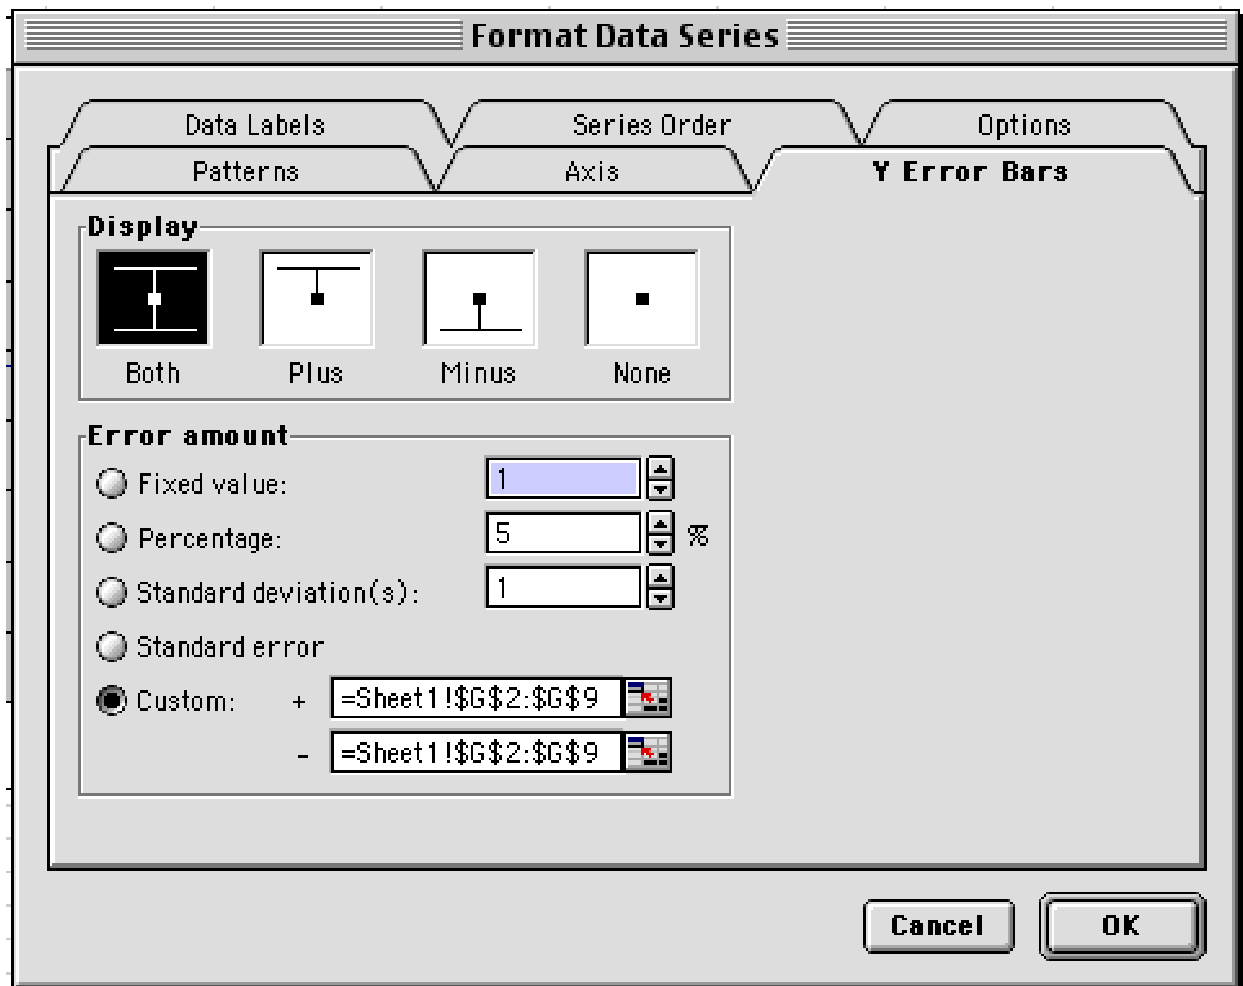 Format Data Series
Data Labels Series Order Options
Patterns Axis Y Error Bars
Display
Both Plus Minus None
Error amount
Fixed value: 1
Percentage: 5 %
Standard deviation(s): 1
Standard error
Custom: + =Sheet1!$G$2:$G$9
- =Sheet1!$G$2:$G$9
Cancel OK